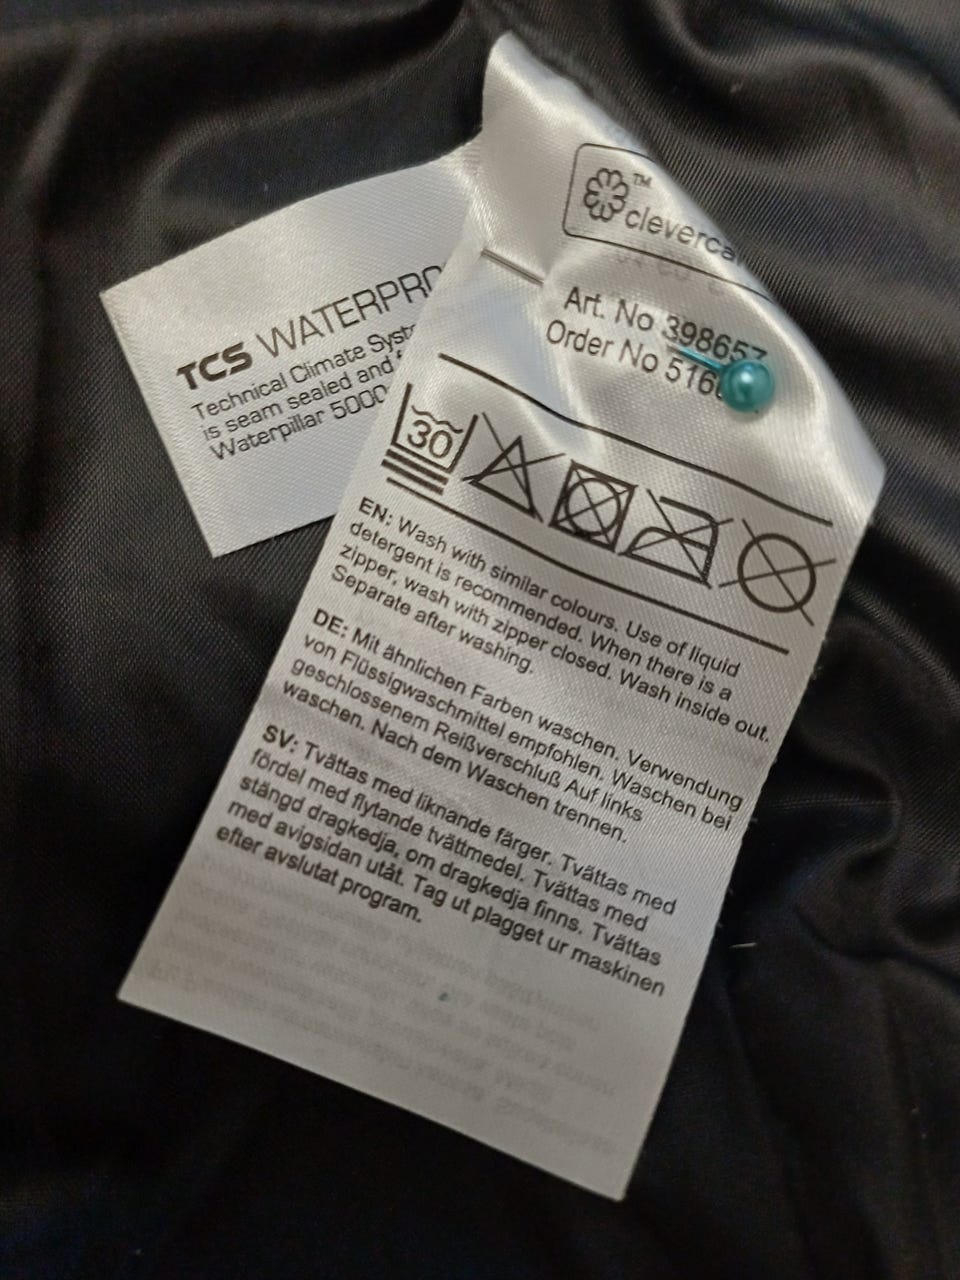 TCS WATERPRO
Technical Climate Syst
is seam sealed and
Waterpillar 5000
™
cleverca
Art. No 398657
Order No 516
30
EN: Wash with similar colours. Use of liquid
detergent is recommended. When there is a
zipper, wash with zipper closed. Wash inside out.
Separate after washing.
DE: Mit ähnlichen Farben waschen. Verwendung
von Flüssigwaschmittel empfohlen. Waschen bei
geschlossenem Reißverschluß Auf links
waschen. Nach dem Waschen trennen.
SV: Tvättas med liknande färger. Tvättas med
fördel med flytande tvättmedel. Tvättas med
stängd dragkedja, om dragkedja finns. Tvättas
med avigsidan utåt. Tag ut plagget ur maskinen
efter avslutat program.